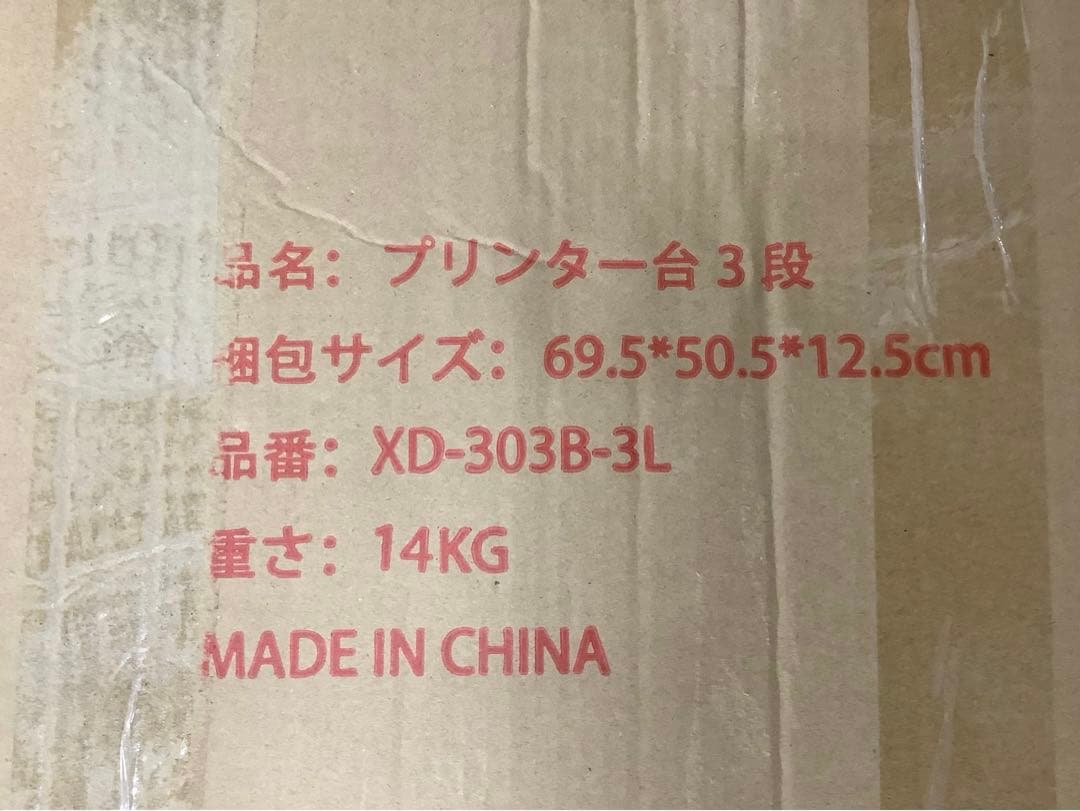 品名：プリンター台３段
梱包サイズ：69.5*50.5*12.5cm
品番：XD-303B-3L
重さ：14KG
MADE IN CHINA